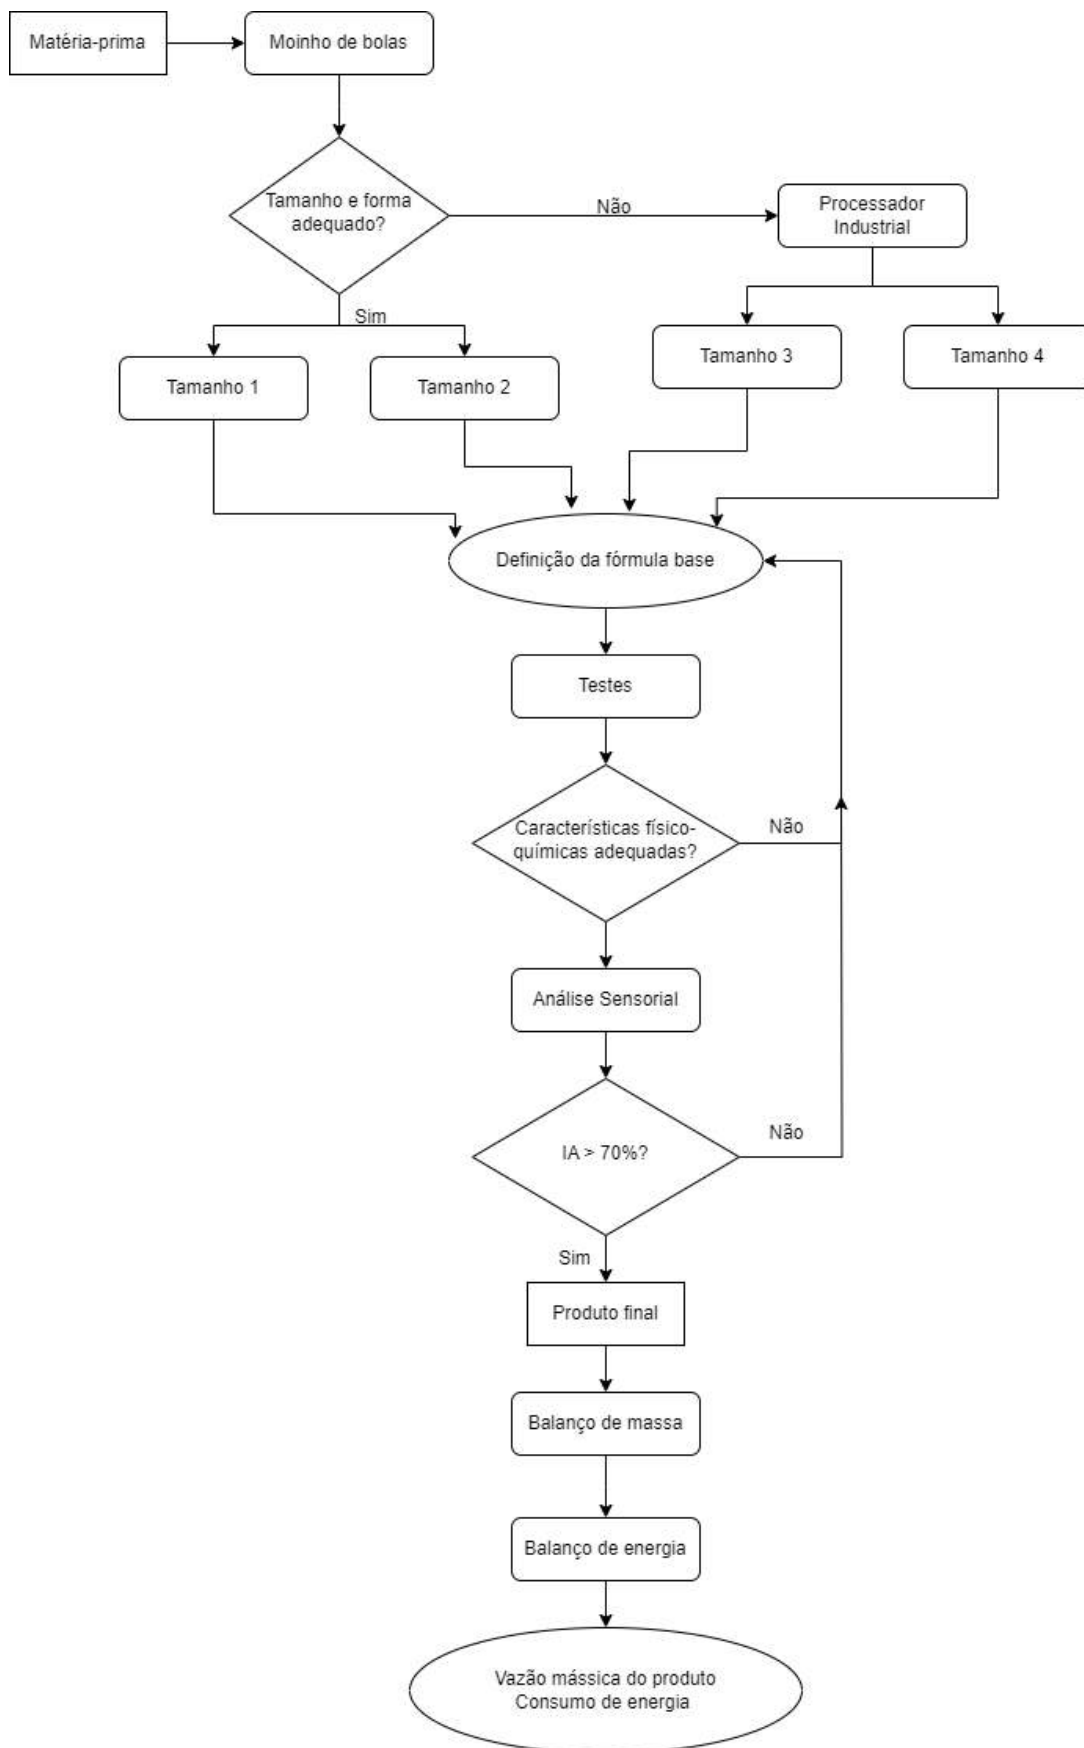 Matéria-prima
Moinho de bolas
Tamanho e forma
adequado?
Não
Processador
Industrial
Sim
Tamanho 1
Tamanho 2
Tamanho 3
Tamanho 4
Definição da fórmula base
Testes
Características físico-
químicas adequadas?
Não
Análise Sensorial
IA > 70%?
Não
Sim
Produto final
Balanço de massa
Balanço de energia
Vazão mássica do produto
Consumo de energia